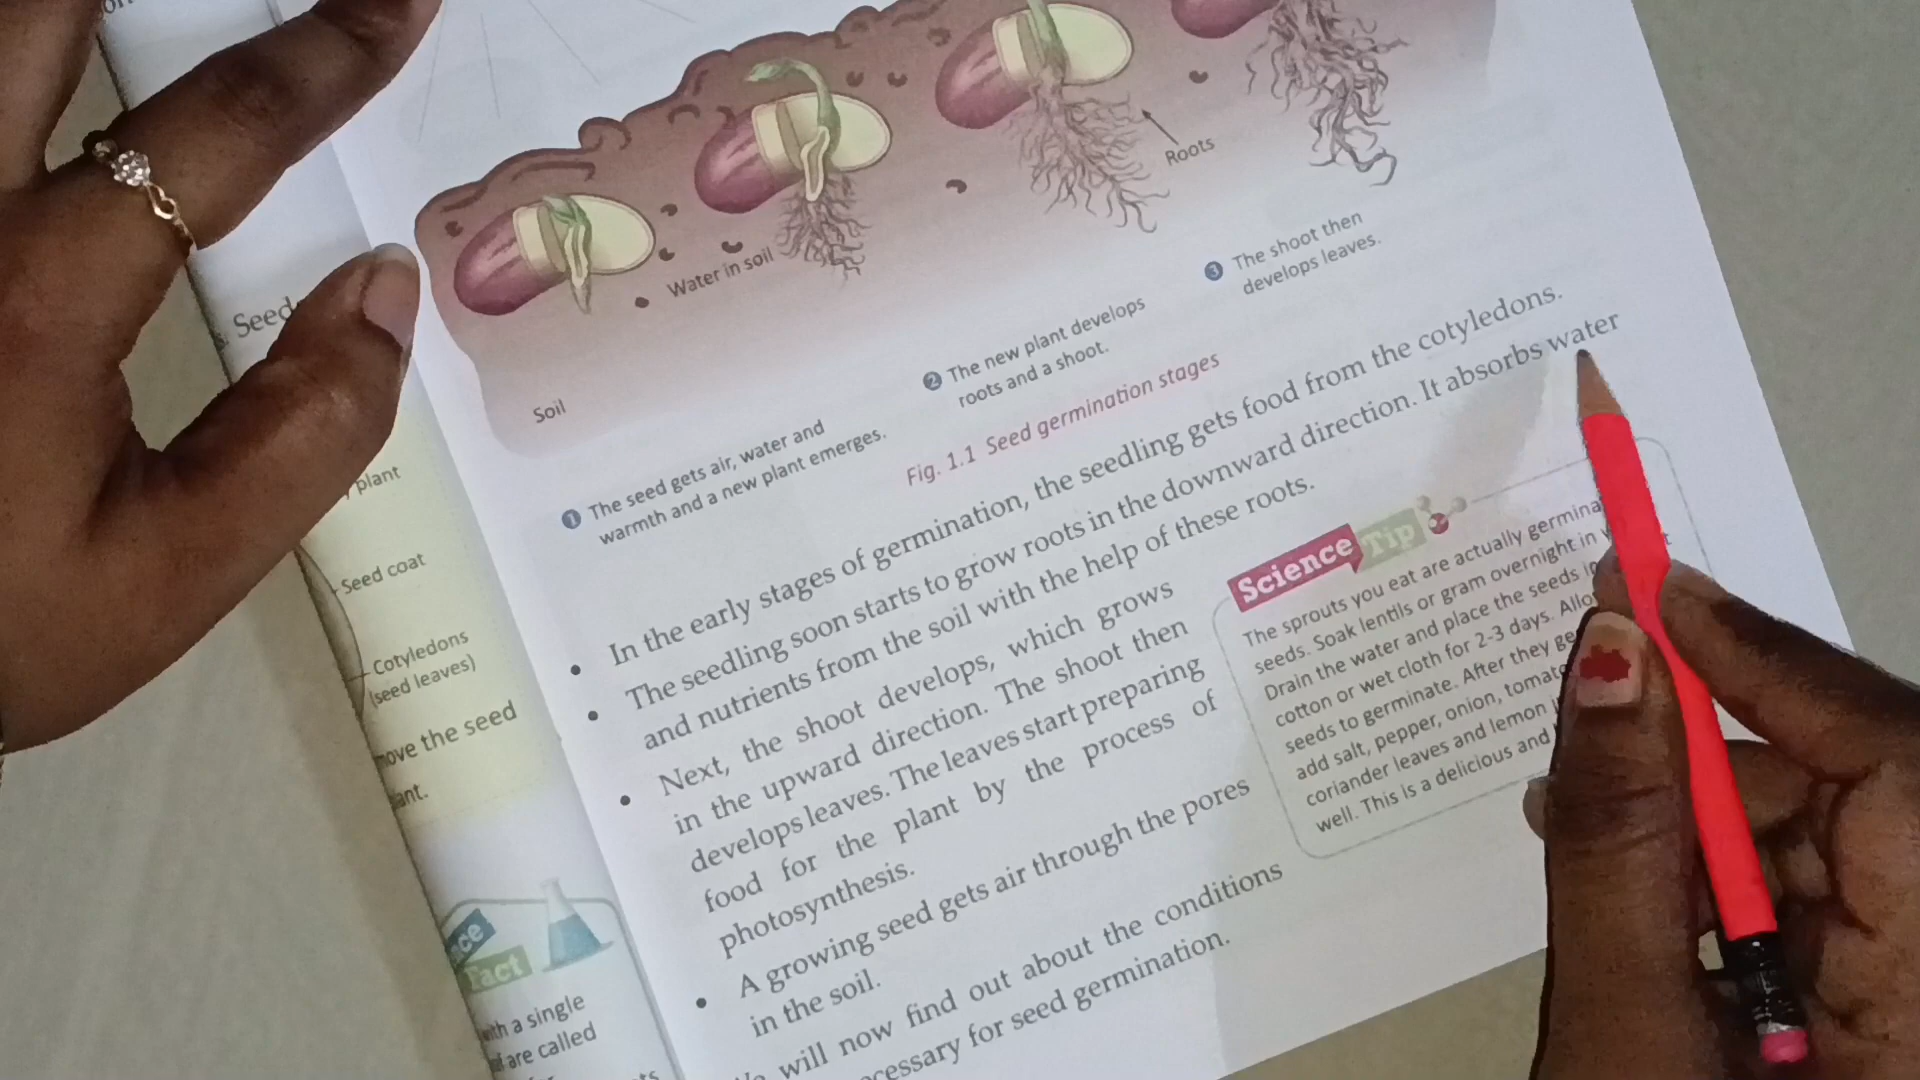 Seed
plant
Seed coat
Cotyledons
(seed leaves)
the seed
Fact
with a single
are called
Roots
Water in soil
Soil
1 The seed gets air, water and
warmth and a new plant emerges.
2 The new plant develops
roots and a shoot.
3 The shoot then
develops leaves.
Fig. 1.1 Seed germination stages
• In the early stages of germination, the seedling gets food from the cotyledons.
• The seedling soon starts to grow roots in the downward direction. It absorbs water
and nutrients from the soil with the help of these roots.
• Next, the shoot develops, which grows
in the upward direction. The shoot then
develops leaves. The leaves start preparing
food for the plant by the process of
photosynthesis.
• A growing seed gets air through the pores
in the soil.
will now find out about the conditions
for seed germination.
Science Tip
The sprouts you eat are actually
seeds. Soak lentils or gram overnight in
Drain the water and place the seeds in
cotton or wet cloth for 2-3 days.
seeds to germinate. After they
add salt, pepper, onion,
coriander leaves and lemon
well. This is a delicious and